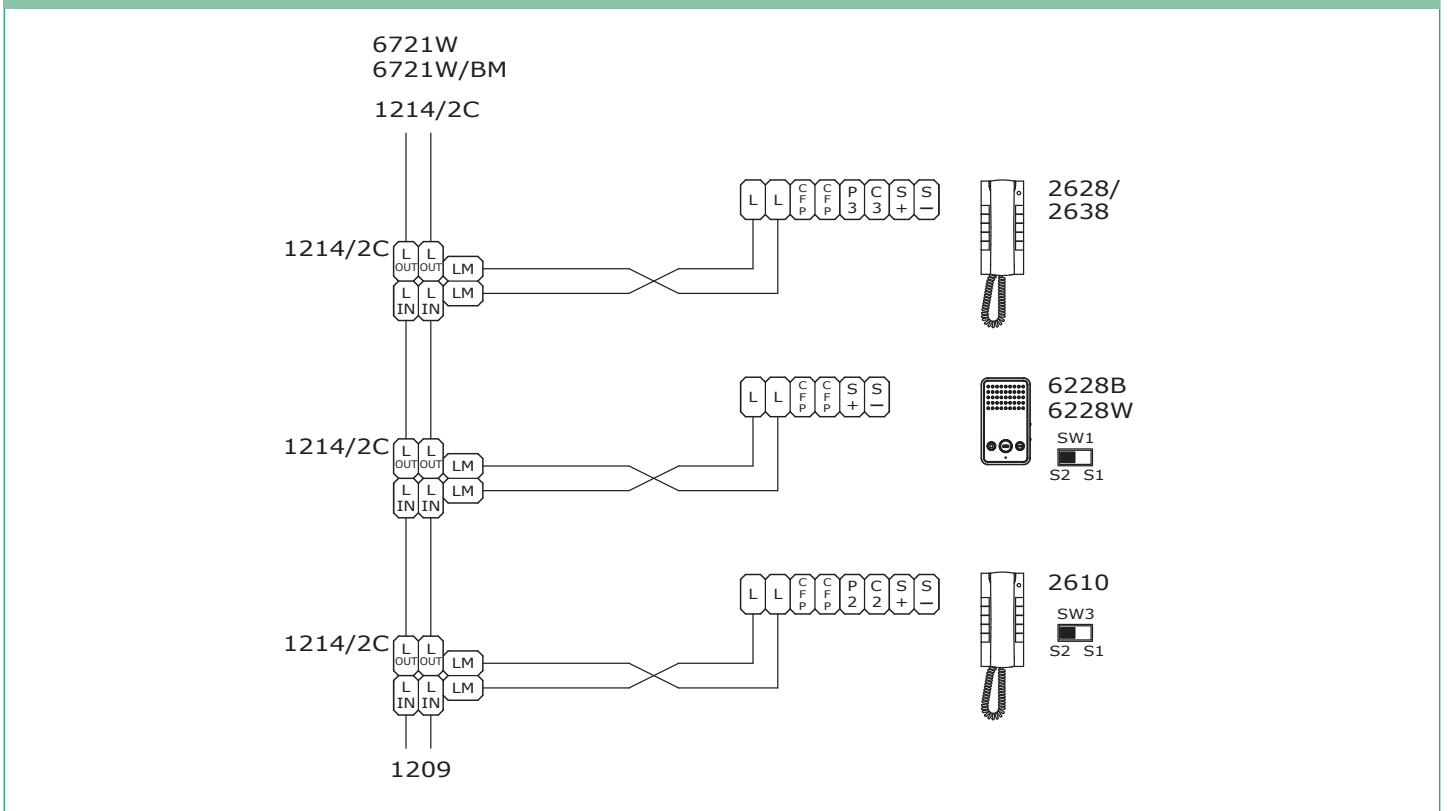 6721W
6721W/BM
1214/2C
L L C F P C F P P 3 C 3 S + S −
2628/
2638
1214/2C
L OUT L OUT LM
L IN L IN LM
L L C F P C F P S + S −
6228B
6228W
SW1
S2 S1
1214/2C
L OUT L OUT LM
L IN L IN LM
L L C F P C F P P 2 C 2 S + S −
2610
SW3
S2 S1
1214/2C
L OUT L OUT LM
L IN L IN LM
1209